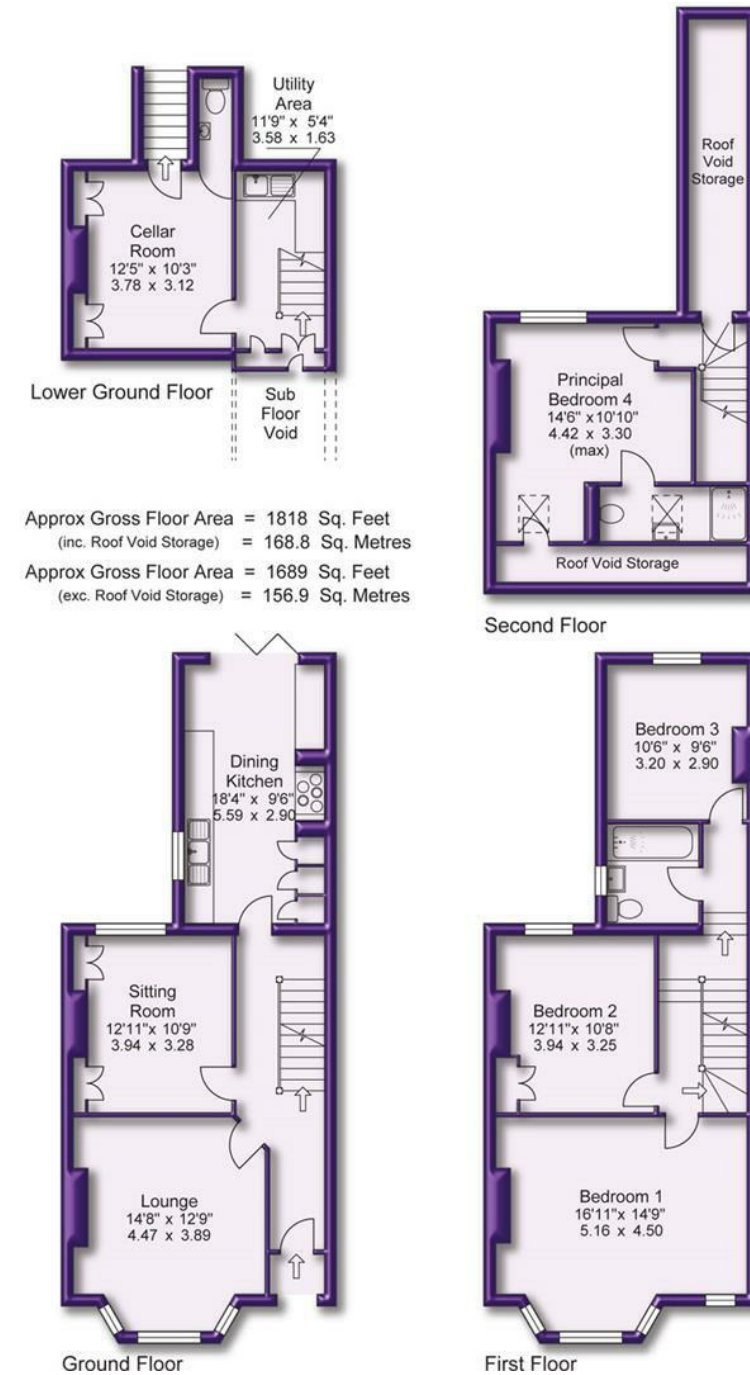 Utility
Area
11'9" x 5'4"
3.58 x 1.63
Cellar
Room
12'5" x 10'3"
3.78 x 3.12
Lower Ground Floor
Sub
Floor
Void
Roof
Void
Storage
Principal
Bedroom 4
14'6" x10'10"
4.42 x 3.30
(max)
Roof Void Storage
Second Floor
Approx Gross Floor Area = 1818 Sq. Feet
(inc. Roof Void Storage) = 168.8 Sq. Metres
Approx Gross Floor Area = 1689 Sq. Feet
(exc. Roof Void Storage) = 156.9 Sq. Metres
Dining
Kitchen
18'4" x 9'6"
5.59 x 2.90
Sitting
Room
12'11"x 10'9"
3.94 x 3.28
Lounge
14'8" x 12'9"
4.47 x 3.89
Ground Floor
Bedroom 3
10'6" x 9'6"
3.20 x 2.90
Bedroom 2
12'11"x 10'8"
3.94 x 3.25
Bedroom 1
16'11"x 14'9"
5.16 x 4.50
First Floor